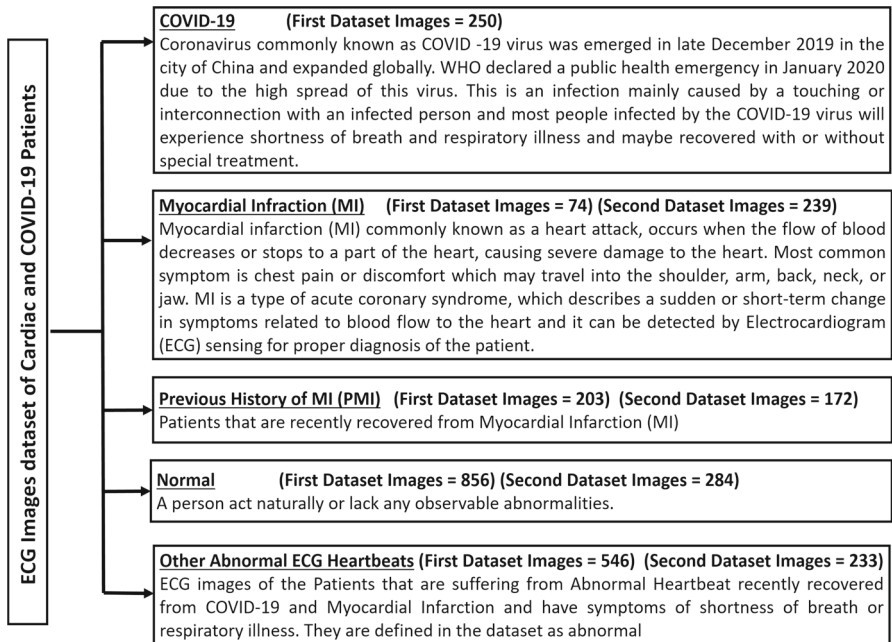 ECG Images dataset of Cardiac and COVID-19 Patients
COVID-19 (First Dataset Images = 250)
Coronavirus commonly known as COVID -19 virus was emerged in late December 2019 in the
city of China and expanded globally. WHO declared a public health emergency in January 2020
due to the high spread of this virus. This is an infection mainly caused by a touching or
interconnection with an infected person and most people infected by the COVID-19 virus will
experience shortness of breath and respiratory illness and maybe recovered with or without
special treatment.
Myocardial Infraction (MI) (First Dataset Images = 74) (Second Dataset Images = 239)
Myocardial infarction (MI) commonly known as a heart attack, occurs when the flow of blood
decreases or stops to a part of the heart, causing severe damage to the heart. Most common
symptom is chest pain or discomfort which may travel into the shoulder, arm, back, neck, or
jaw. MI is a type of acute coronary syndrome, which describes a sudden or short-term change
in symptoms related to blood flow to the heart and it can be detected by Electrocardiogram
(ECG) sensing for proper diagnosis of the patient.
Previous History of MI (PMI) (First Dataset Images = 203) (Second Dataset Images = 172)
Patients that are recently recovered from Myocardial Infarction (MI)
Normal (First Dataset Images = 856) (Second Dataset Images = 284)
A person act naturally or lack any observable abnormalities.
Other Abnormal ECG Heartbeats (First Dataset Images = 546) (Second Dataset Images = 233)
ECG images of the Patients that are suffering from Abnormal Heartbeat recently recovered
from COVID-19 and Myocardial Infarction and have symptoms of shortness of breath or
respiratory illness. They are defined in the dataset as abnormal